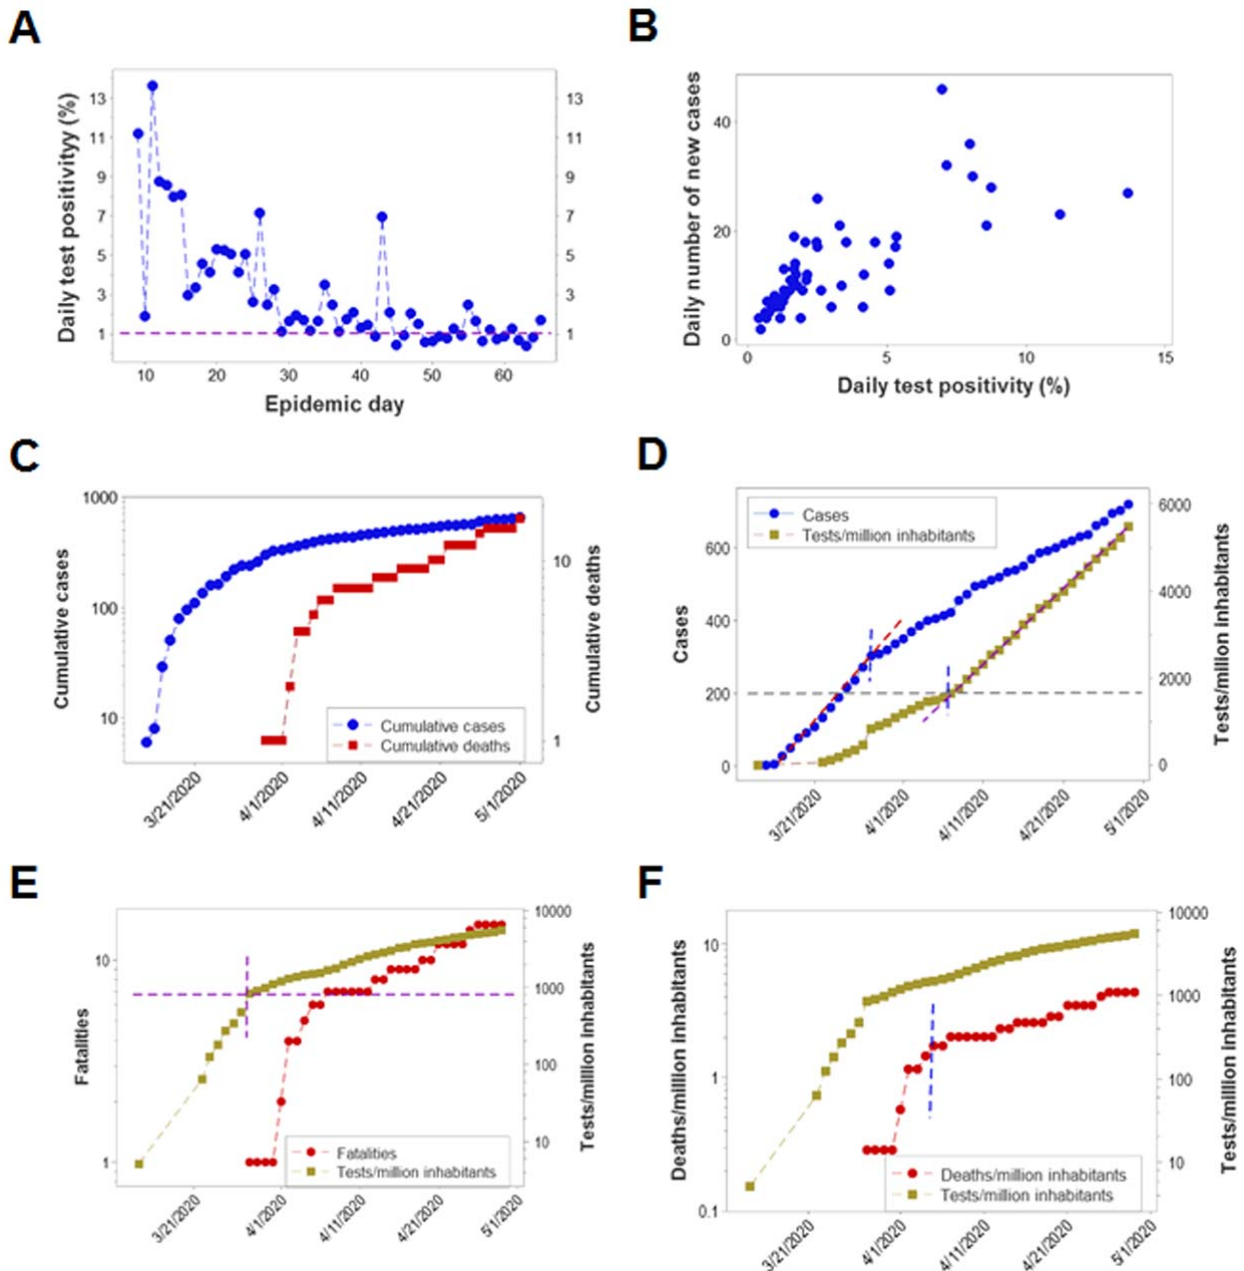 A
B
Daily test positivityy (%)
13
11
9
7
5
3
1
13
11
9
7
5
3
1
10
20
30
40
50
60
Epidemic day
Daily number of new cases
40
20
0
0
5
10
15
Daily test positivity (%)
C
D
Cumulative cases
1000
100
10
10
1
Cumulative deaths
Cumulative cases
Cumulative deaths
3/21/2020
4/1/2020
4/11/2020
4/21/2020
5/1/2020
Cases
600
400
200
0
6000
4000
2000
0
Tests/million inhabitants
Cases
Tests/million inhabitants
3/21/2020
4/1/2020
4/11/2020
4/21/2020
5/1/2020
E
F
Fatalities
10
1
10000
1000
100
10
Tests/million inhabitants
Fatalities
Tests/million inhabitants
3/21/2020
4/1/2020
4/11/2020
4/21/2020
5/1/2020
Deaths/million inhabitants
10
1
0.1
10000
1000
100
10
Tests/million inhabitants
Deaths/million inhabitants
Tests/million inhabitants
3/21/2020
4/1/2020
4/11/2020
4/21/2020
5/1/2020